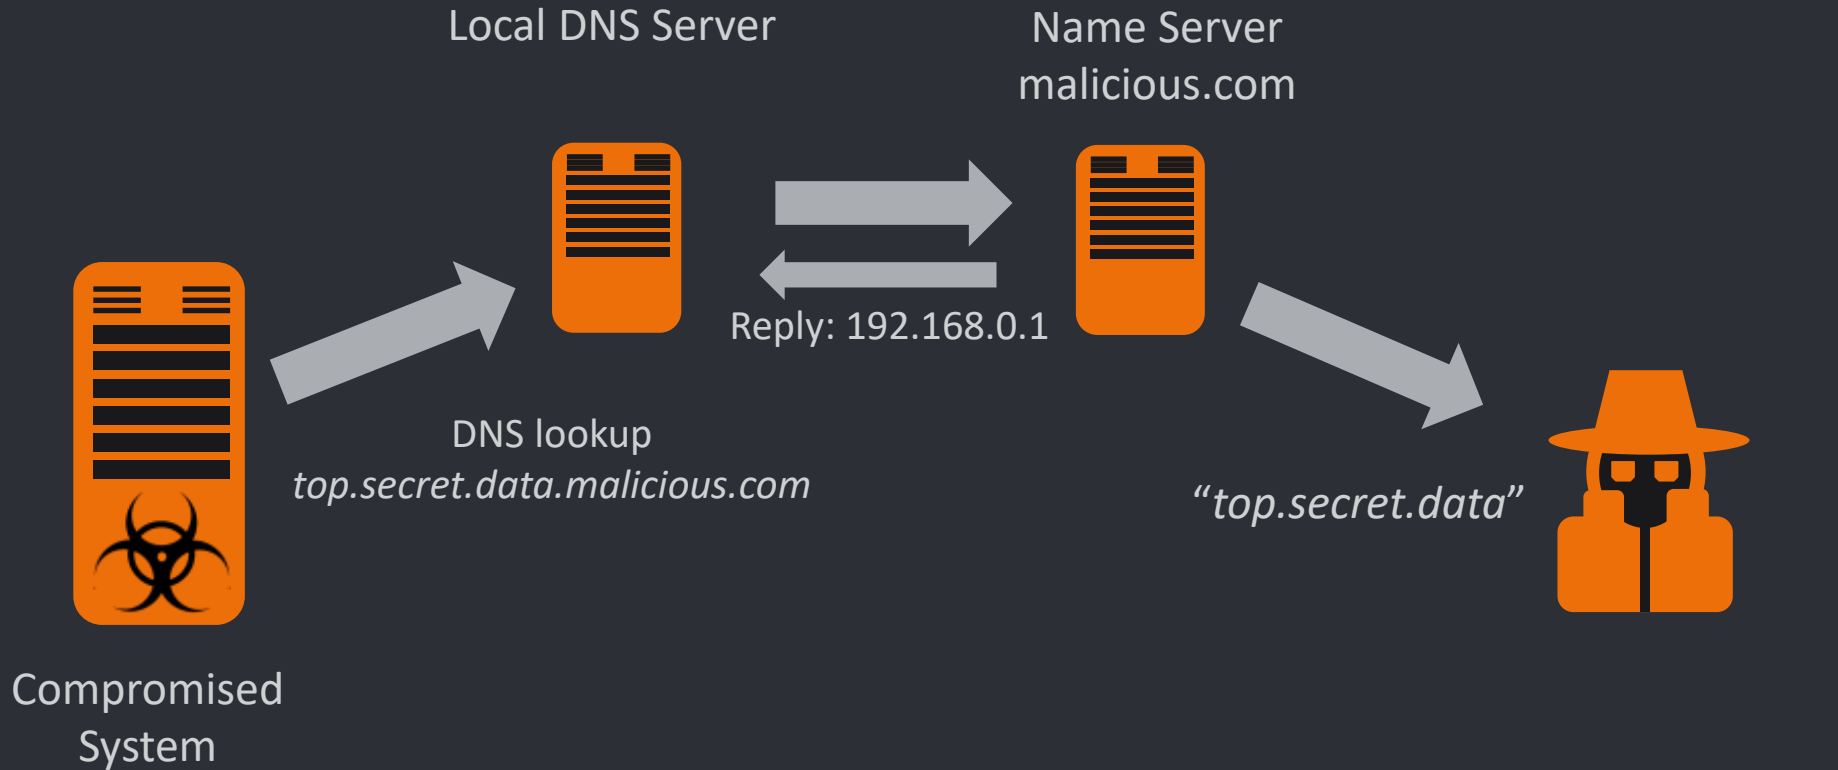 Local DNS Server
Name Server
malicious.com
Reply: 192.168.0.1
DNS lookup
top.secret.data.malicious.com
“top.secret.data”
Compromised
System